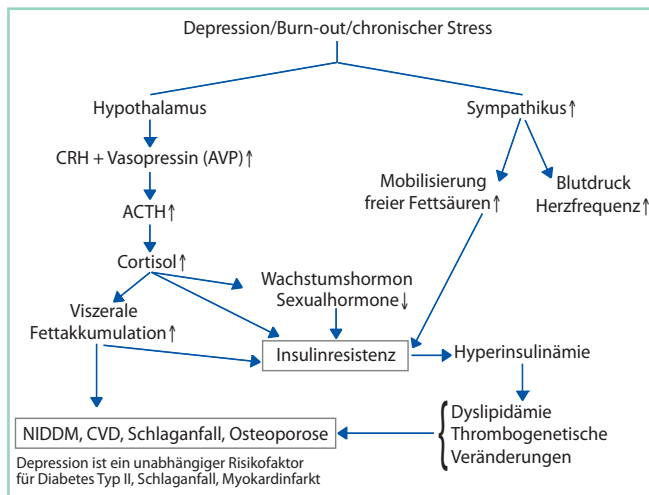 Depression/Burn-out/chronischer Stress
Hypothalamus
Sympathikus↑
CRH + Vasopressin (AVP)↑
Mobilisierung
freier Fettsäuren↑
Blutdruck
Herzfrequenz↑
ACTH↑
Cortisol↑
Wachstumshormon
Sexualhormone↓
Viszerale
Fettakkumulation↑
Insulinresistenz
Hyperinsulinämie
Dyslipidämie
Thrombogenetische
Veränderungen
NIDDM, CVD, Schlaganfall, Osteoporose
Depression ist ein unabhängiger Risikofaktor
für Diabetes Typ II, Schlaganfall, Myokardinfarkt